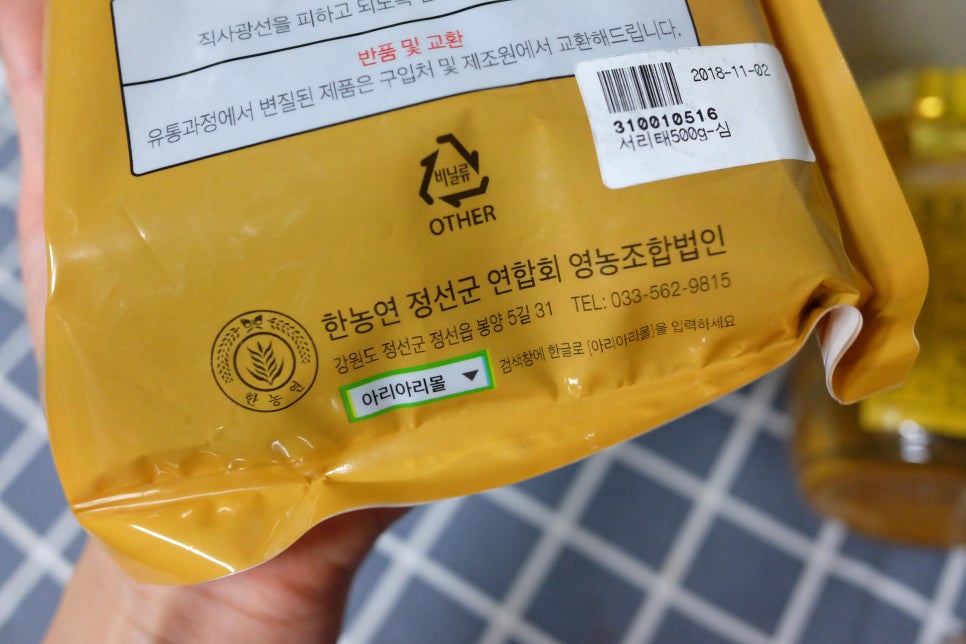 직사광선을 피하고 되도록
반품 및 교환
유통과정에서 변질된 제품은 구입처 및 제조원에서 교환해드립니다.
2018-11-02
310010516
서리태500g-심
비닐류
OTHER
한농연 정선군 연합회 영농조합법인
강원도 정선군 정선읍 봉양 5길 31 TEL: 033-562-9815
아리아리몰 ▼ 검색창에 한글로 [아리아리몰]을 입력하세요
한농연